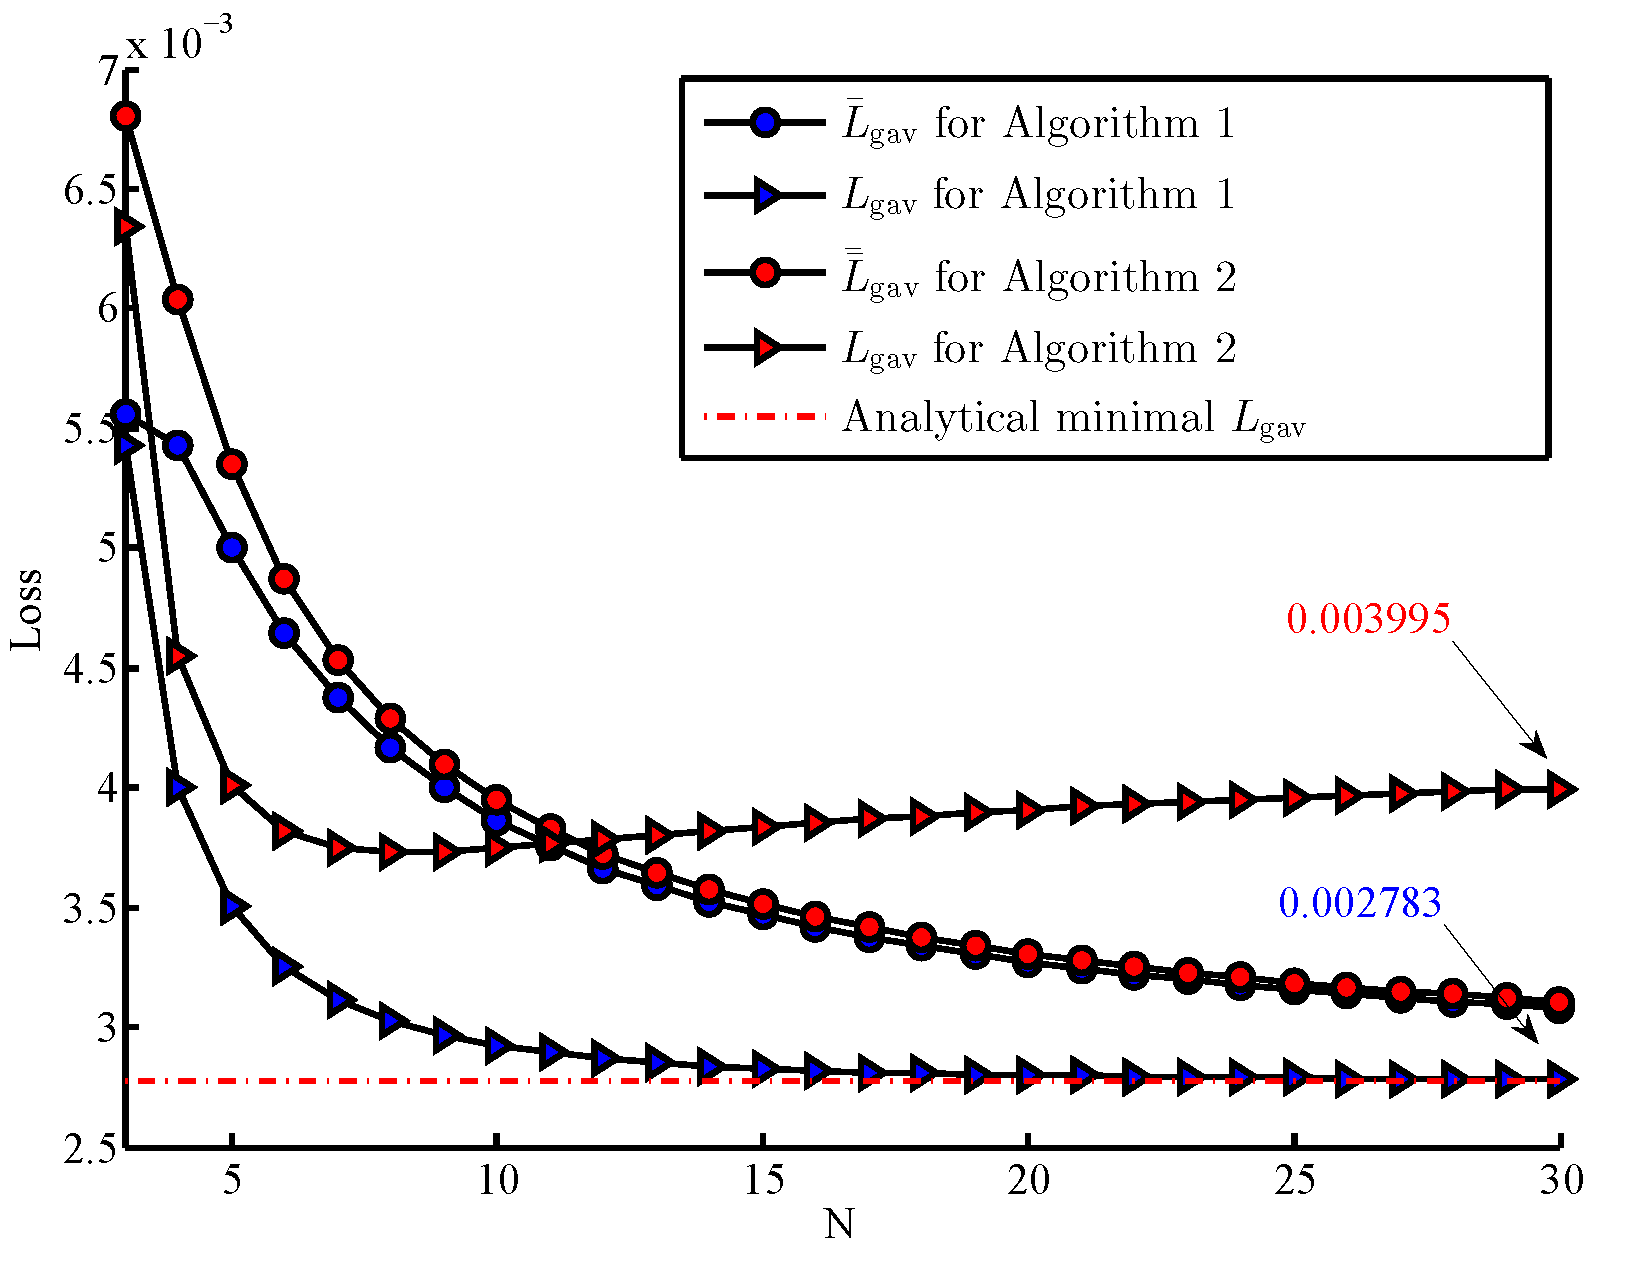 x 10⁻³
7
6.5
6
5.5
5
4.5
4
3.5
3
2.5
Loss
L̄gav for Algorithm 1
Lgav for Algorithm 1
L̿gav for Algorithm 2
Lgav for Algorithm 2
Analytical minimal Lgav
0.003995
0.002783
5 10 15 20 25 30
N